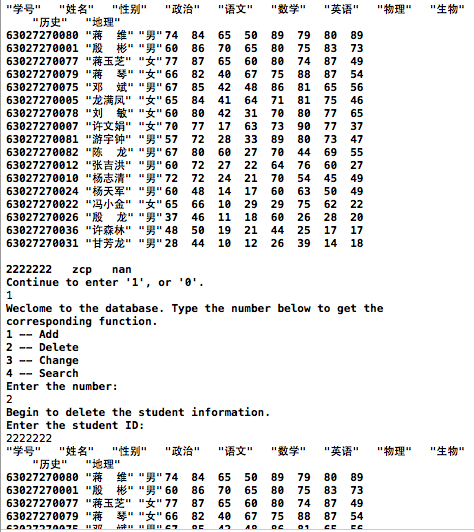 "学号" "姓名" "性别" "政治" "语文" "数学" "英语" "物理" "生物"
"历史" "地理"
63027270080 "蒋 维" "男"74 84 65 50 89 79 80 89
63027270001 "殷 彬" "男"60 86 70 65 80 75 83 73
63027270077 "蒋玉芝" "女"77 87 65 60 80 74 87 49
63027270079 "蒋 琴" "女"66 82 40 67 75 88 87 54
63027270075 "邓 斌" "男"67 85 42 48 86 81 65 56
63027270005 "龙满凤" "女"65 84 41 64 71 81 75 46
63027270078 "刘 敏" "女"60 80 42 31 70 80 77 65
63027270007 "许文娟" "女"70 77 17 63 73 90 77 37
63027270081 "游宇钟" "男"57 72 28 33 89 80 73 47
63027270082 "陈 龙" "男"67 80 60 27 70 44 69 55
63027270012 "张吉洪" "男"60 72 27 22 64 76 60 27
63027270010 "杨志清" "男"72 72 24 21 70 54 45 49
63027270024 "杨天军" "男"60 48 14 17 60 63 50 49
63027270022 "冯小金" "女"65 66 10 29 29 75 62 22
63027270026 "殷 龙" "男"37 46 11 18 60 26 28 20
63027270036 "许森林" "男"48 50 19 21 44 25 17 17
63027270031 "甘芳龙" "男"28 44 10 12 26 39 14 18
2222222 zcp nan
Continue to enter '1', or '0'.
1
Weclome to the database. Type the number below to get the
corresponding function.
1 -- Add
2 -- Delete
3 -- Change
4 -- Search
Enter the number:
2
Begin to delete the student information.
Enter the student ID:
2222222
"学号" "姓名" "性别" "政治" "语文" "数学" "英语" "物理" "生物"
"历史" "地理"
63027270080 "蒋 维" "男"74 84 65 50 89 79 80 89
63027270001 "殷 彬" "男"60 86 70 65 80 75 83 73
63027270077 "蒋玉芝" "女"77 87 65 60 80 74 87 49
63027270079 "蒋 琴" "女"66 82 40 67 75 88 87 54
63027270075 "邓 斌" "男"67 85 42 48 86 81 65 56